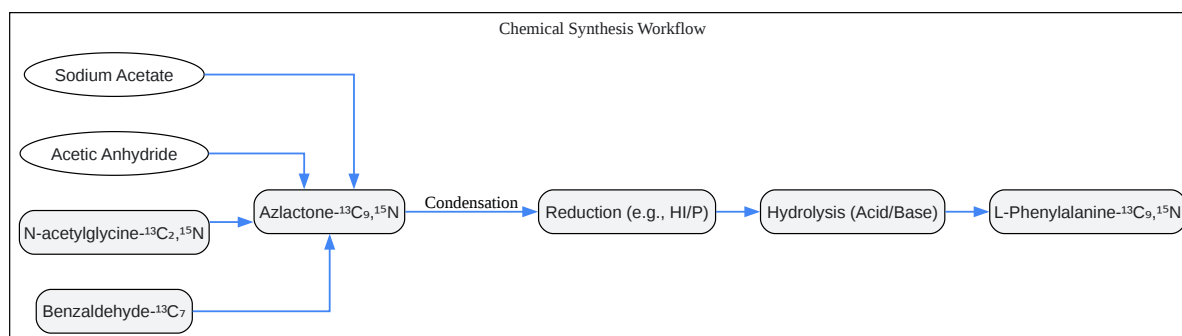 Chemical Synthesis Workflow
Sodium Acetate
Acetic Anhydride
N-acetylglycine-¹³C₂,¹⁵N
Benzaldehyde-¹³C₇
Azlactone-¹³C₉,¹⁵N
Condensation
Reduction (e.g., HI/P)
Hydrolysis (Acid/Base)
L-Phenylalanine-¹³C₉,¹⁵N